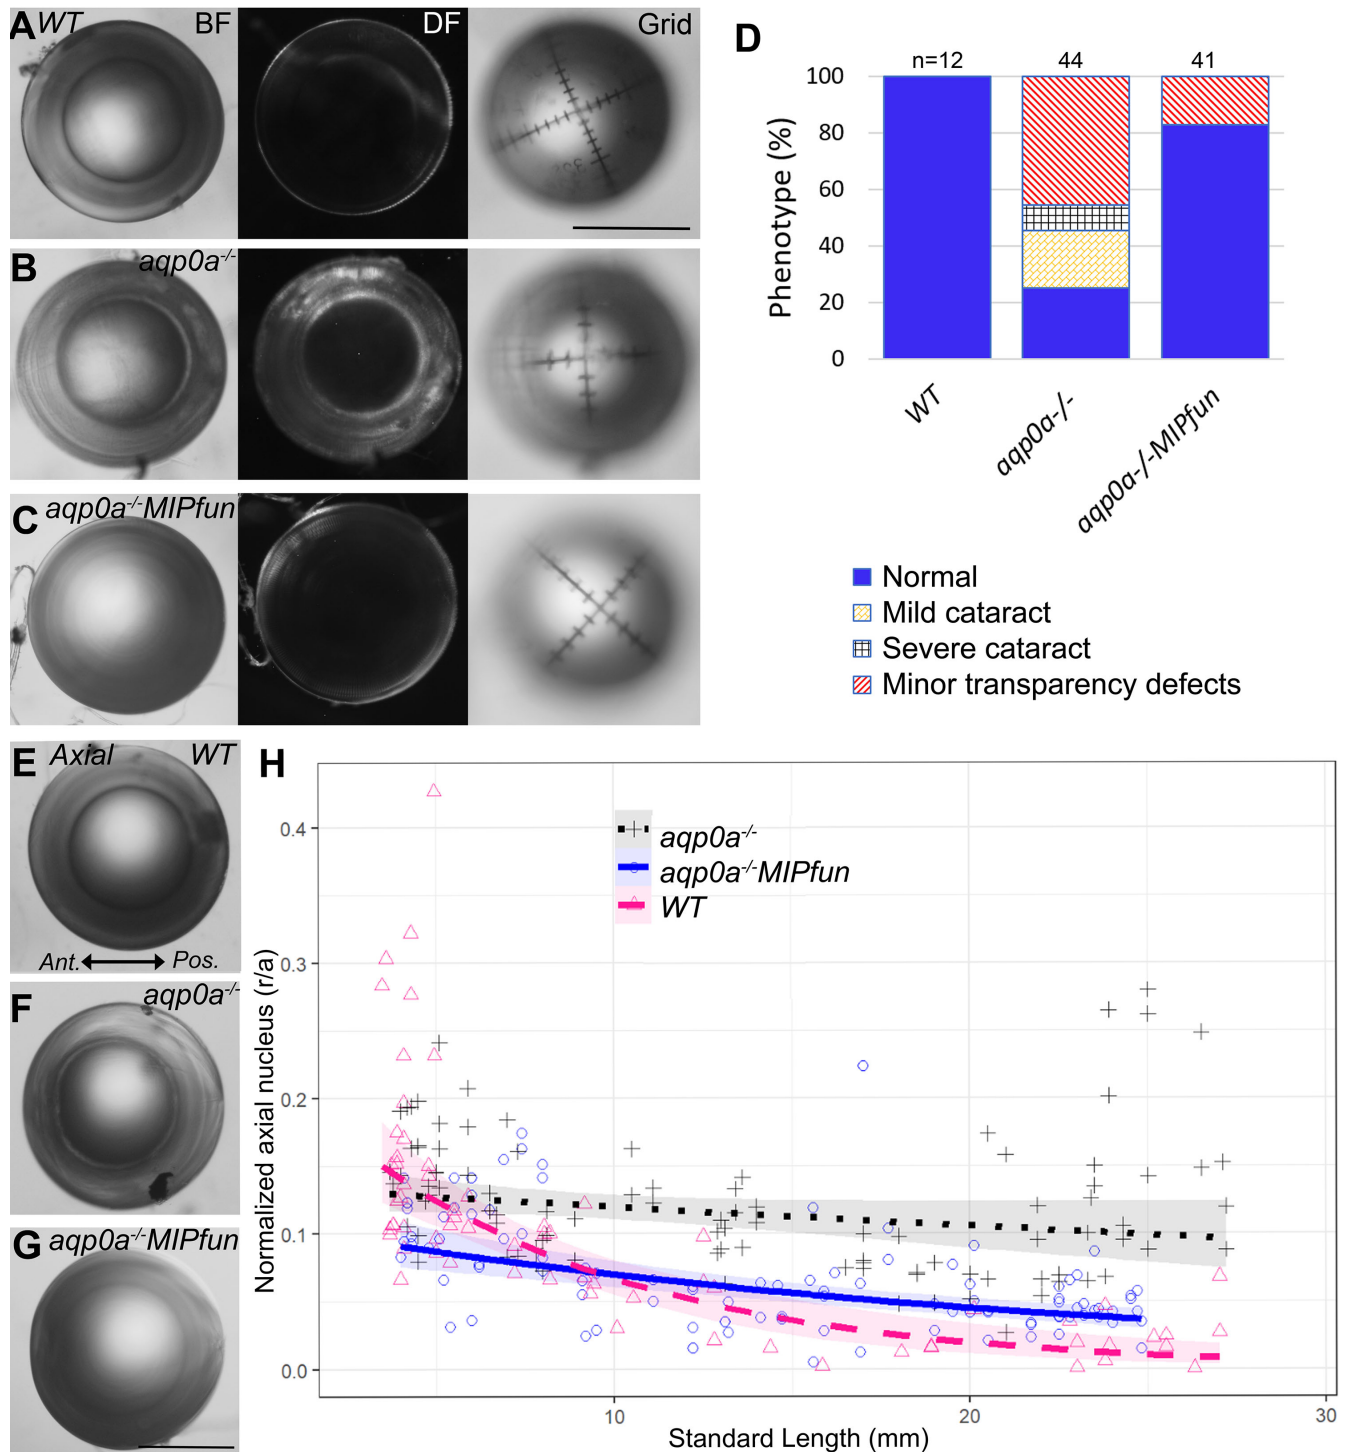 A WT BF DF Grid
B aqp0a-/-
C aqp0a-/-MIPfun
D
n=12 44 41
Phenotype (%)
100
80
60
40
20
0
WT
aqp0a-/-
aqp0a-/-MIPfun
Normal
Mild cataract
Severe cataract
Minor transparency defects
E Axial WT
Ant. Pos.
F aqp0a-/-
G aqp0a-/-MIPfun
H
aqp0a-/-
aqp0a-/-MIPfun
WT
Normalized axial nucleus (r/a)
0.4
0.3
0.2
0.1
0.0
10 20 30
Standard Length (mm)